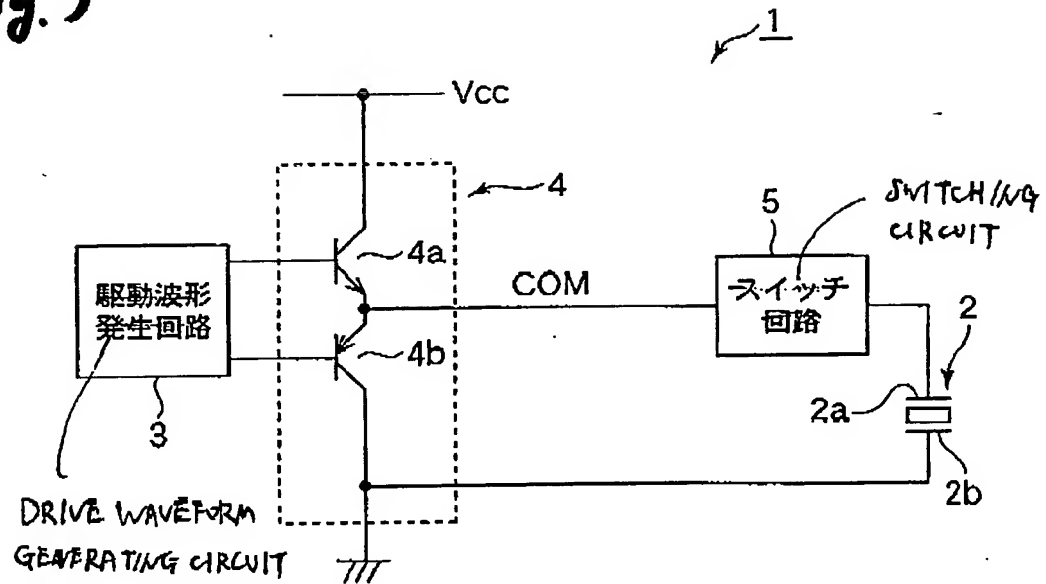 1
Vcc
4
SWITCHING
CIRCUIT
5
4a
駆動波形
発生回路
COM
スイッチ
回路
2
4b
2a
3
2b
DRIVE WAVEFORM
GENERATING CIRCUIT